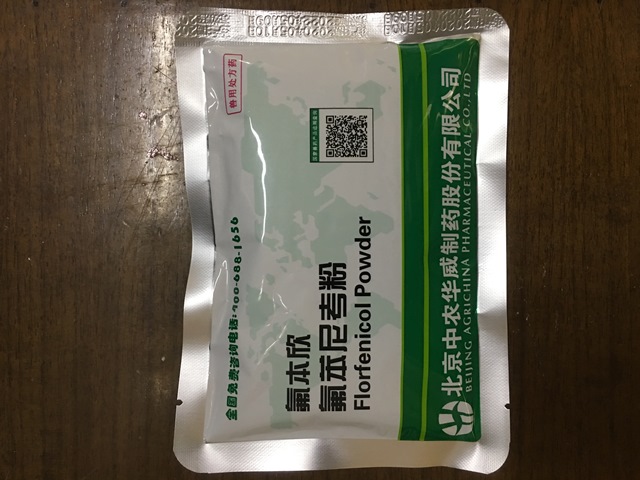 兽用处方药
全国免费咨询电话:400-688-1656
氟本欣
氟苯尼考粉
Florfenicol Powder
北京中农华威制药股份有限公司
BEIJING AGRICHINA PHARMACEUTICAL CO.,LTD